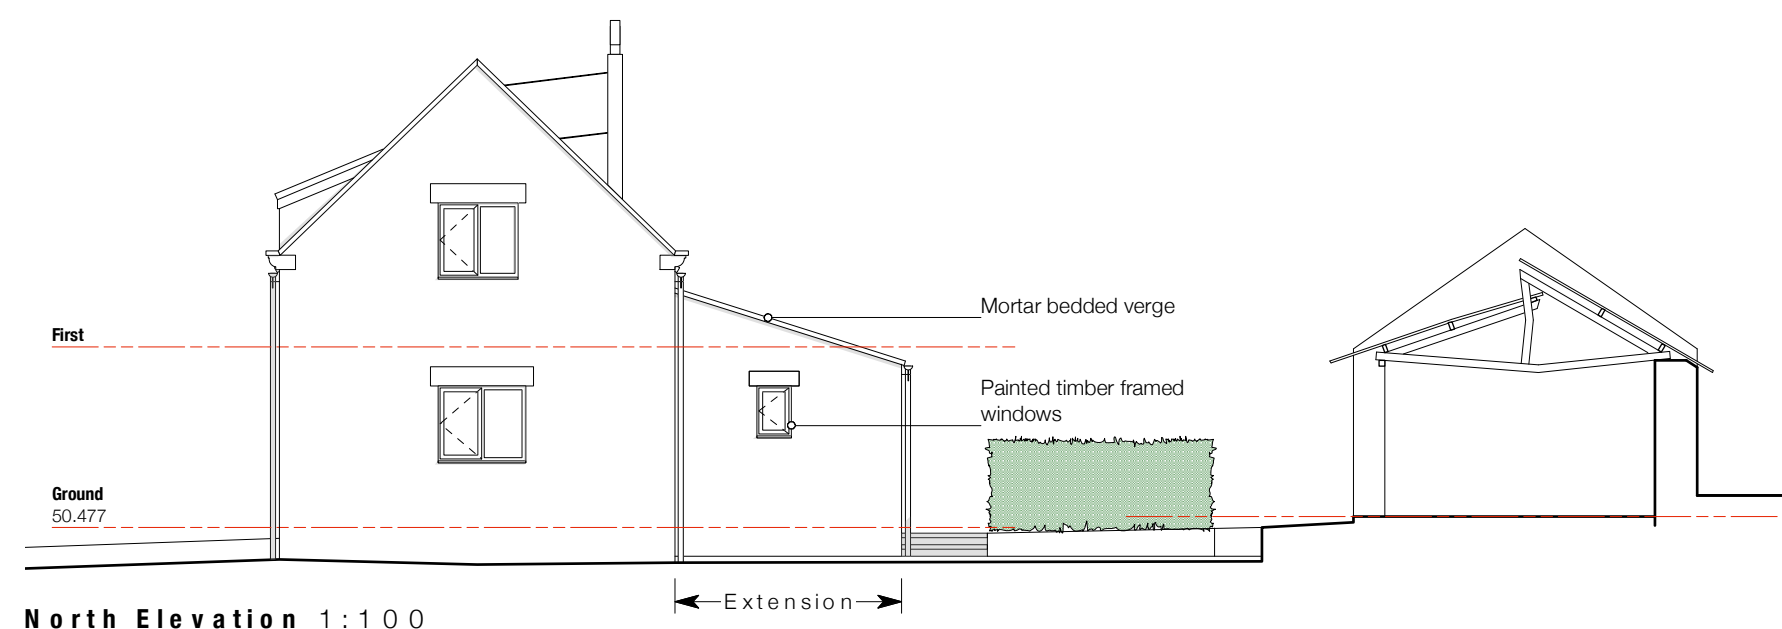 Mortar bedded verge
First
Painted timber framed
windows
Ground
50.477
Extension
North Elevation 1:100